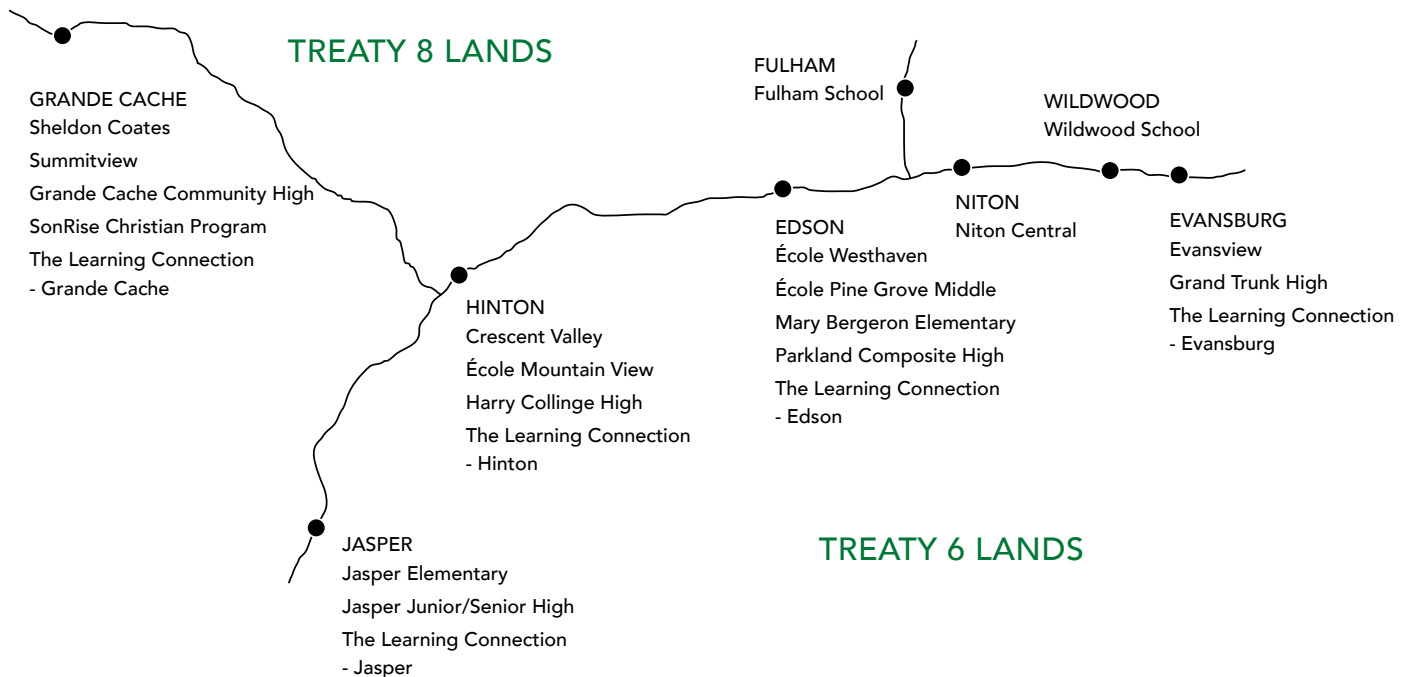 TREATY 8 LANDS
GRANDE CACHE
Sheldon Coates
Summitview
Grande Cache Community High
SonRise Christian Program
The Learning Connection
- Grande Cache
FULHAM
Fulham School
WILDWOOD
Wildwood School
NITON
Niton Central
EVANSBURG
Evansview
Grand Trunk High
The Learning Connection
- Evansburg
EDSON
École Westhaven
École Pine Grove Middle
Mary Bergeron Elementary
Parkland Composite High
The Learning Connection
- Edson
HINTON
Crescent Valley
École Mountain View
Harry Collinge High
The Learning Connection
- Hinton
JASPER
Jasper Elementary
Jasper Junior/Senior High
The Learning Connection
- Jasper
TREATY 6 LANDS